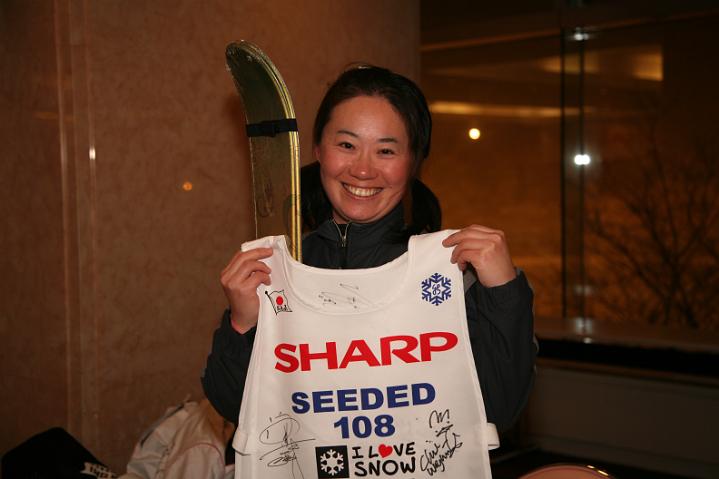 SHARP
SEEDED
108
I ♥ LOVE
SNOW